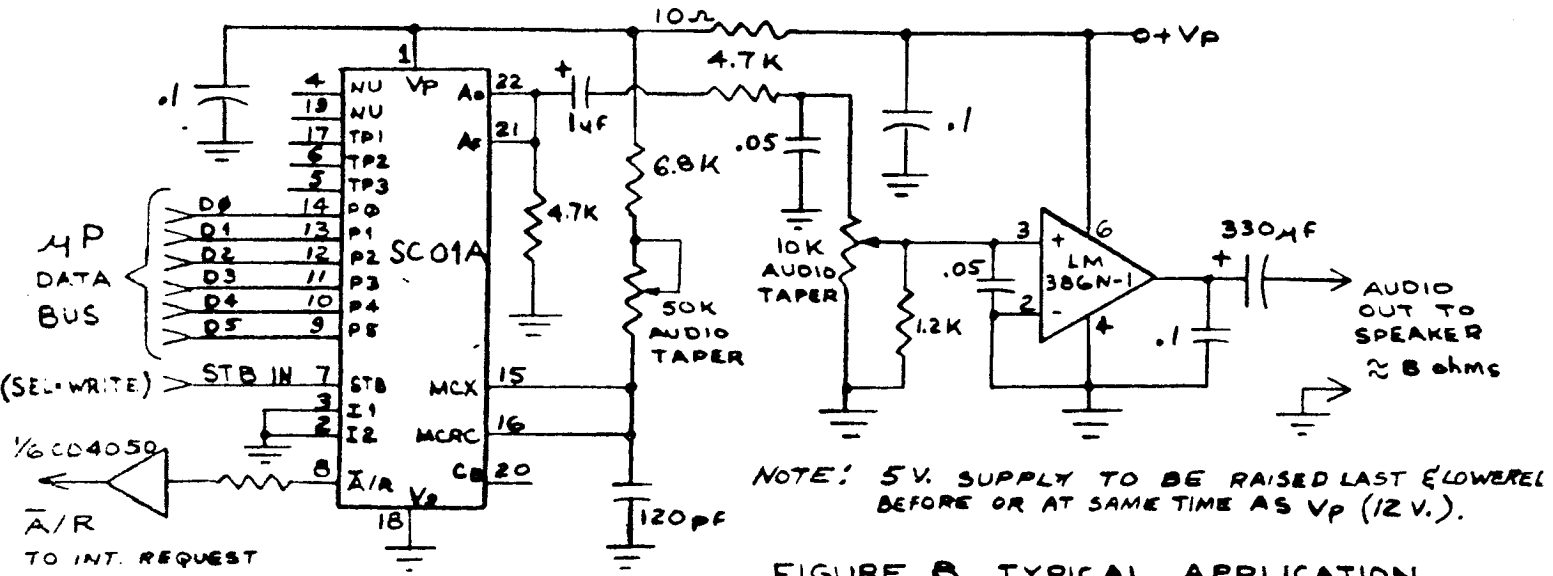 10Ω
+ Vp
1
4.7K
SC01A
4 NU Vp Ao 22
+
1µf
.1
19 NU
17 TP1 AF 21
.05
.1
6 TP2
5 TP3
6.8K
µP
DATA
BUS
D0 14 P0
D1 13 P1
D2 12 P2
D3 11 P3
D4 10 P4
D5 9 P5
4.7K
10K
AUDIO
TAPER
50K
AUDIO
TAPER
.05
1.2K
3 + 6
LM
386N-1
2 - 4
330µF
+
.1
AUDIO
OUT TO
SPEAKER
≈ 8 ohms
(SEL·WRITE) STB IN 7 STB
MCX 15
3 I1
2 I2
MCRC 16
1/6 CD4050
8 A̅/R
20
18
120pf
A̅/R
TO INT. REQUEST
NOTE: 5V. SUPPLY TO BE RAISED LAST & LOWERED
BEFORE OR AT SAME TIME AS Vp (12V.).
FIGURE 8 TYPICAL APPLICATION